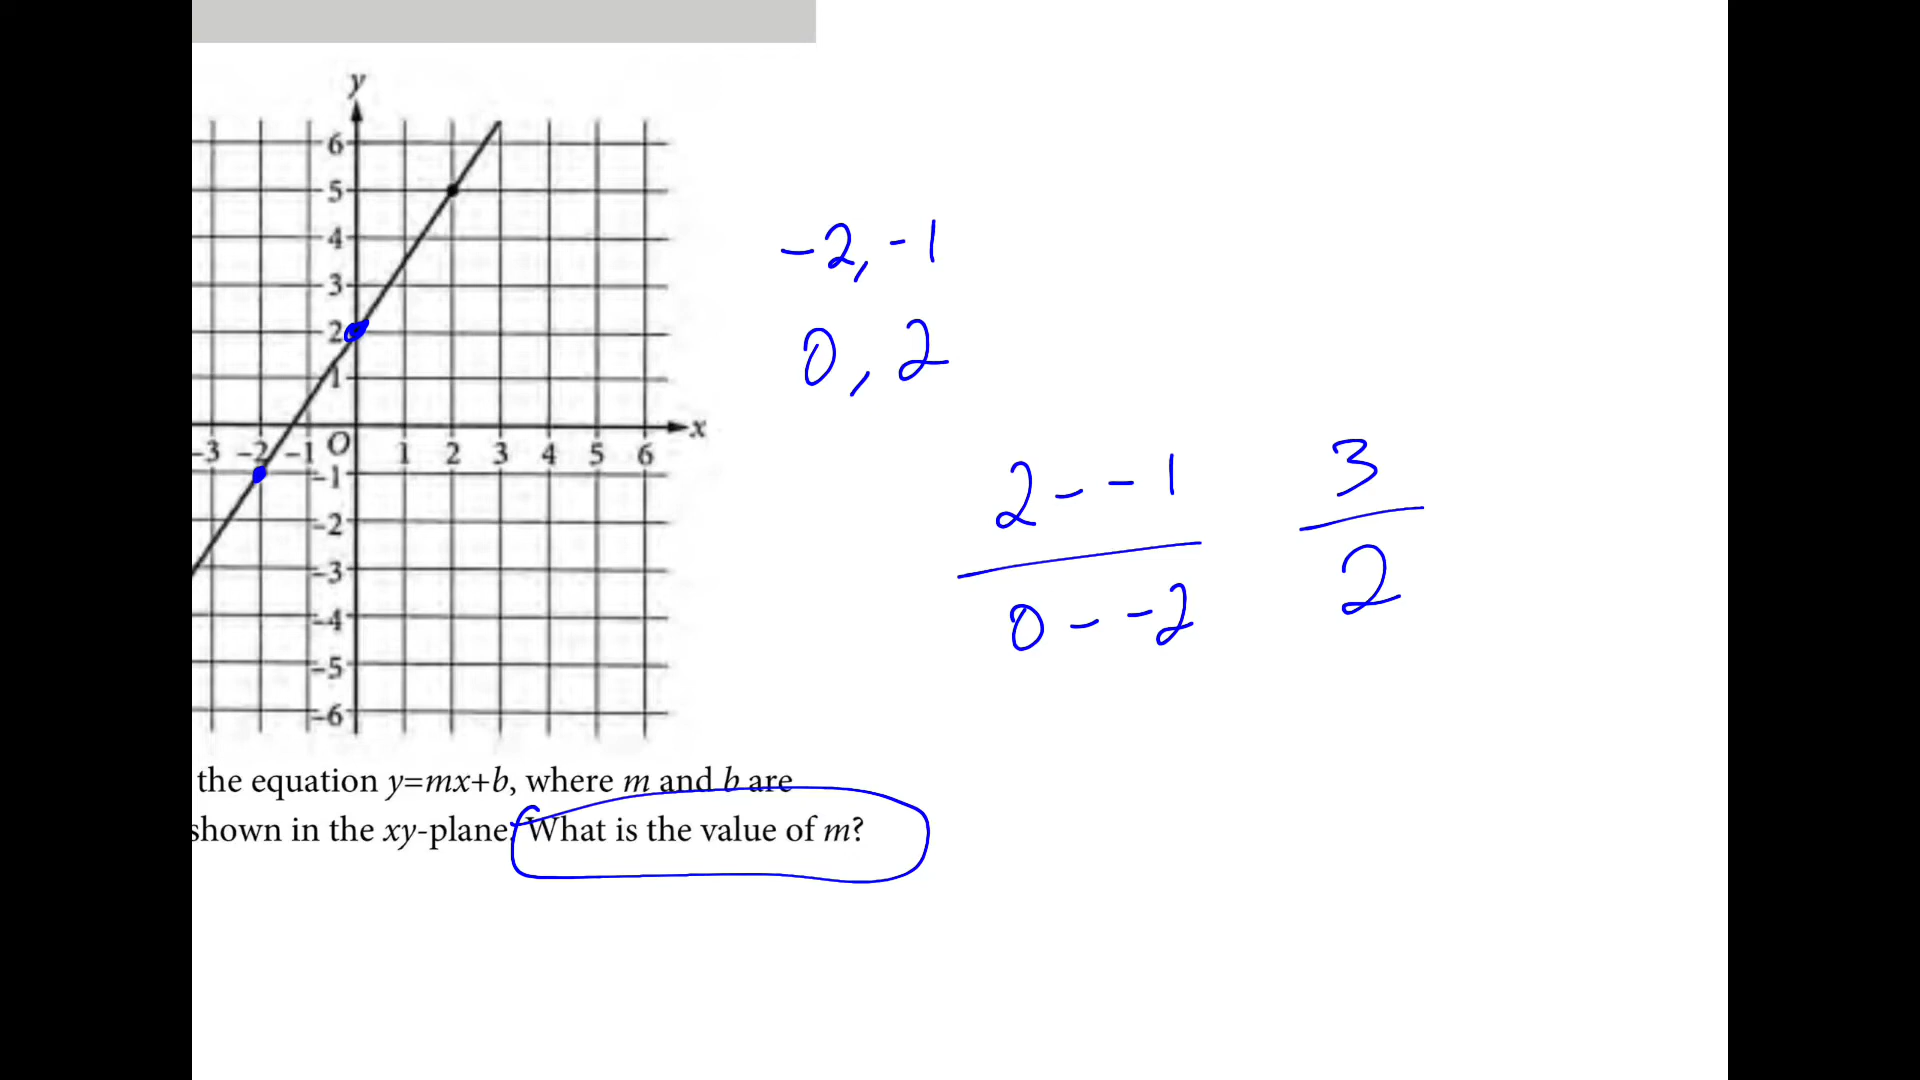 y
6
5
4
3
2
1
-3 -2 -1 O 1 2 3 4 5 6 x
-1
-2
-3
-4
-5
-6
-2, -1
0, 2
2 - - 1
0 - - 2
3
2
the equation y=mx+b, where m and b are
shown in the xy-plane. What is the value of m?